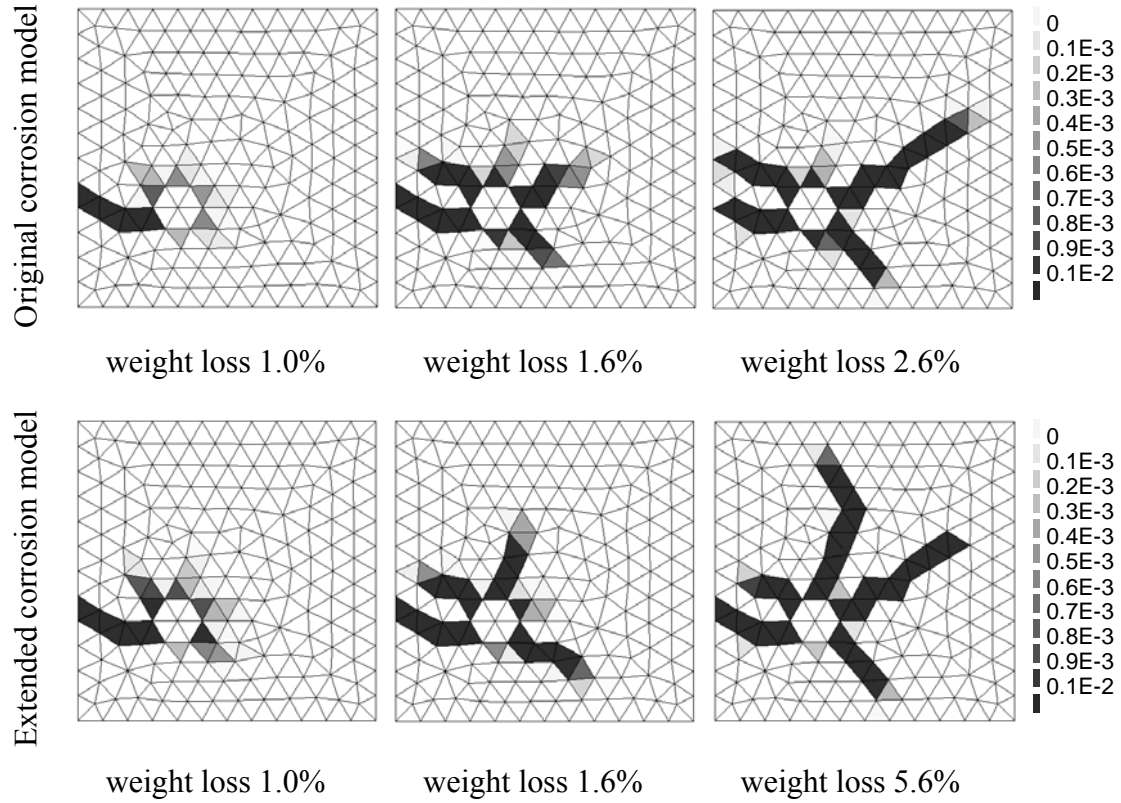 Original corrosion model
0
0.1E-3
0.2E-3
0.3E-3
0.4E-3
0.5E-3
0.6E-3
0.7E-3
0.8E-3
0.9E-3
0.1E-2
weight loss 1.0%
weight loss 1.6%
weight loss 2.6%
Extended corrosion model
0
0.1E-3
0.2E-3
0.3E-3
0.4E-3
0.5E-3
0.6E-3
0.7E-3
0.8E-3
0.9E-3
0.1E-2
weight loss 1.0%
weight loss 1.6%
weight loss 5.6%